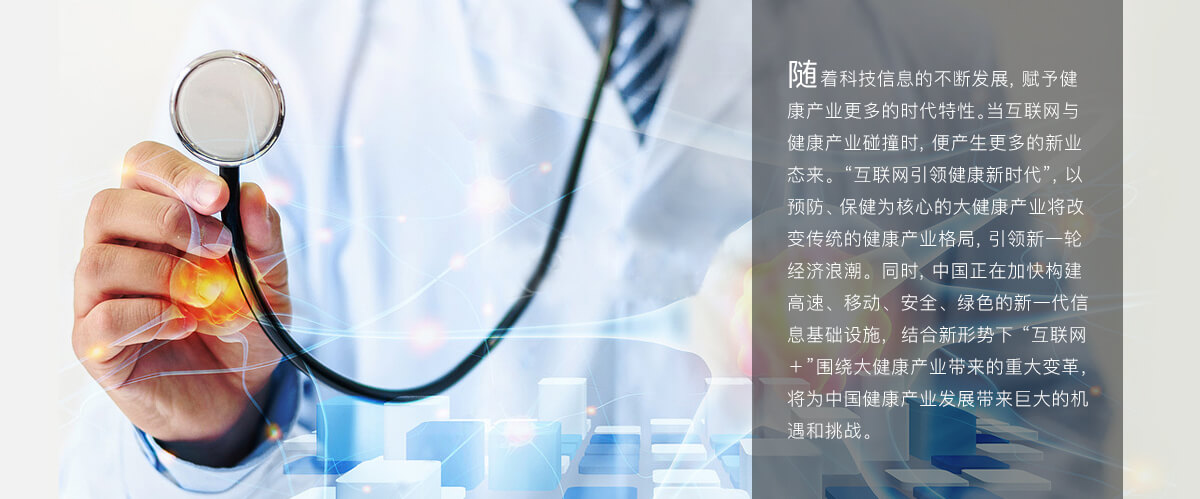 随着科技信息的不断发展, 赋予健
康产业更多的时代特性。当互联网与
健康产业碰撞时, 便产生更多的新业
态来。“互联网引领健康新时代”, 以
预防、保健为核心的大健康产业将改
变传统的健康产业格局, 引领新一轮
经济浪潮。 同时, 中国正在加快构建
高速、移动、安全、绿色的新一代信
息基础设施, 结合新形势下 “互联网
+”围绕大健康产业带来的重大变革,
将为中国健康产业发展带来巨大的机
遇和挑战。